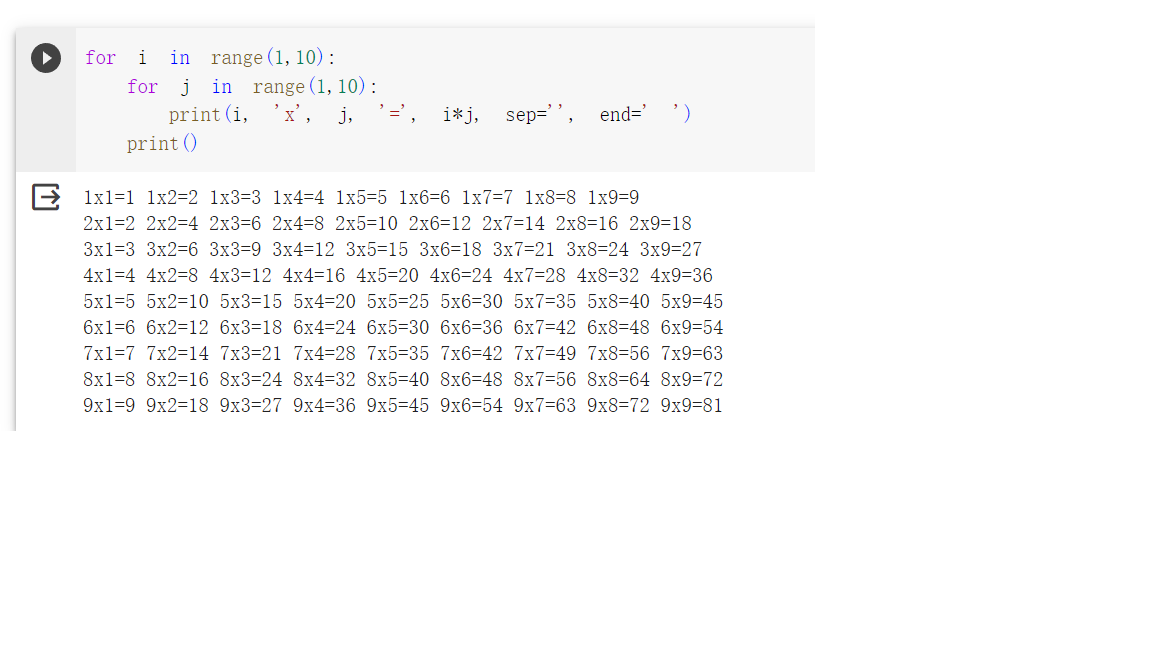 for i in range(1,10):
    for j in range(1,10):
        print(i, 'x', j, '=', i*j, sep='', end=' ')
    print()
1x1=1 1x2=2 1x3=3 1x4=4 1x5=5 1x6=6 1x7=7 1x8=8 1x9=9
2x1=2 2x2=4 2x3=6 2x4=8 2x5=10 2x6=12 2x7=14 2x8=16 2x9=18
3x1=3 3x2=6 3x3=9 3x4=12 3x5=15 3x6=18 3x7=21 3x8=24 3x9=27
4x1=4 4x2=8 4x3=12 4x4=16 4x5=20 4x6=24 4x7=28 4x8=32 4x9=36
5x1=5 5x2=10 5x3=15 5x4=20 5x5=25 5x6=30 5x7=35 5x8=40 5x9=45
6x1=6 6x2=12 6x3=18 6x4=24 6x5=30 6x6=36 6x7=42 6x8=48 6x9=54
7x1=7 7x2=14 7x3=21 7x4=28 7x5=35 7x6=42 7x7=49 7x8=56 7x9=63
8x1=8 8x2=16 8x3=24 8x4=32 8x5=40 8x6=48 8x7=56 8x8=64 8x9=72
9x1=9 9x2=18 9x3=27 9x4=36 9x5=45 9x6=54 9x7=63 9x8=72 9x9=81